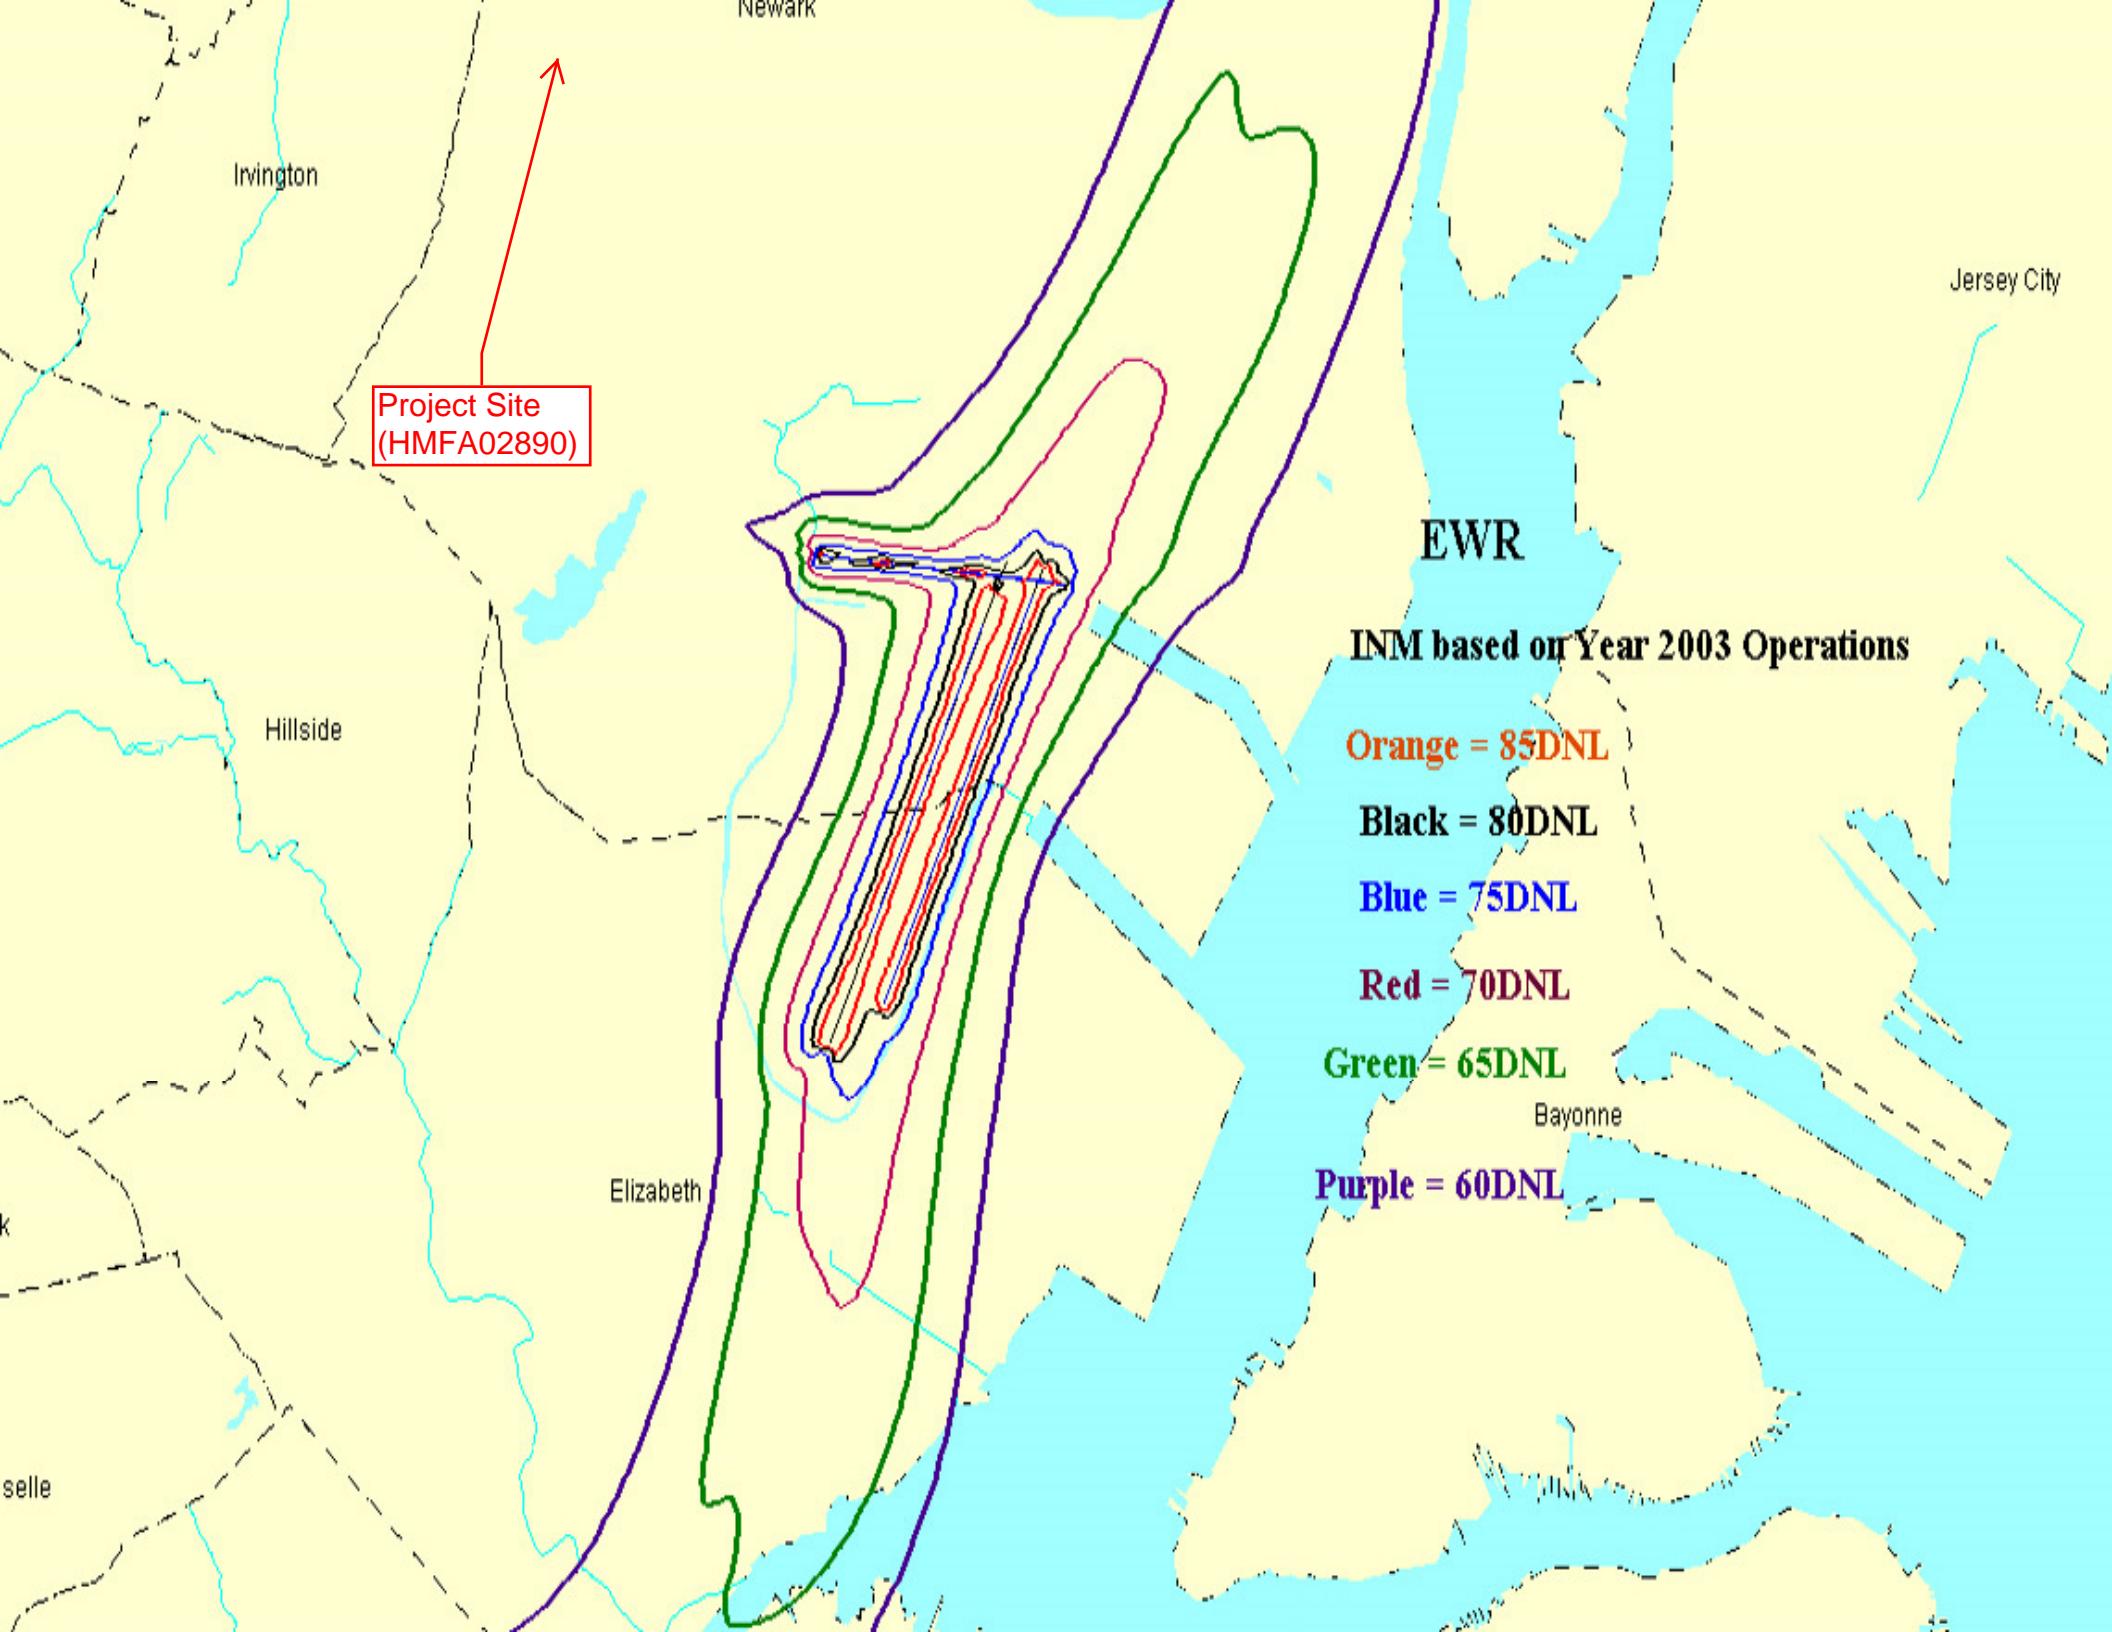 Newark
Irvington
Jersey City
Project Site
(HMFA02890)
EWR
INM based on Year 2003 Operations
Hillside
Orange = 85DNL
Black = 80DNL
Blue = 75DNL
Red = 70DNL
Green = 65DNL
Bayonne
Elizabeth
Purple = 60DNL
k
selle